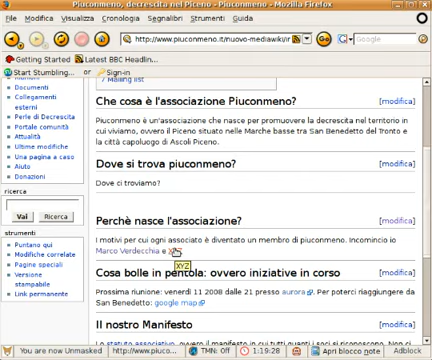 Piuconmeno, decrescita nel Piceno - Piuconmeno - Mozilla Firefox
File Modifica Visualizza Cronologia Segnalibri Strumenti Guida
http://www.piuconmeno.it/nuovo-mediawiki/ir
Go
Google
Getting Started Latest BBC Headlin...
Start Stumbling... or Sign-in
Documenti
Collegamenti esterni
Perle di Decrescita
Portale comunità
Attualità
Ultime modifiche
Una pagina a caso
Aiuto
Donazioni
ricerca
Vai Ricerca
strumenti
Puntano qui
Modifiche correlate
Pagine speciali
Versione stampabile
Link permanente
7 Mailing list
Che cosa è l'associazione Piuconmeno? [modifica]
Piuconmeno è un'associazione che nasce per promuovere la decrescita nel territorio in
cui viviamo, ovvero il Piceno situato nelle Marche basse tra San Benedetto del Tronto e
la città capoluogo di Ascoli Piceno.
Dove si trova piuconmeno? [modifica]
Dove ci troviamo?
Perchè nasce l'associazione? [modifica]
I motivi per cui ogni associato è diventato un membro di piuconmeno. Incomincio io
Marco Verdecchia e
XYZ
Cosa bolle in pentola: ovvero iniziative in corso [modifica]
Prossima riunione: venerdì 11 2008 dalle 21 presso aurora. Per poterci raggiungere da
San Benedetto: google map
Il nostro Manifesto [modifica]
You are now Unmasked http://www.piuco... TMN: Off 1:19:28 Apri blocco note Adblock